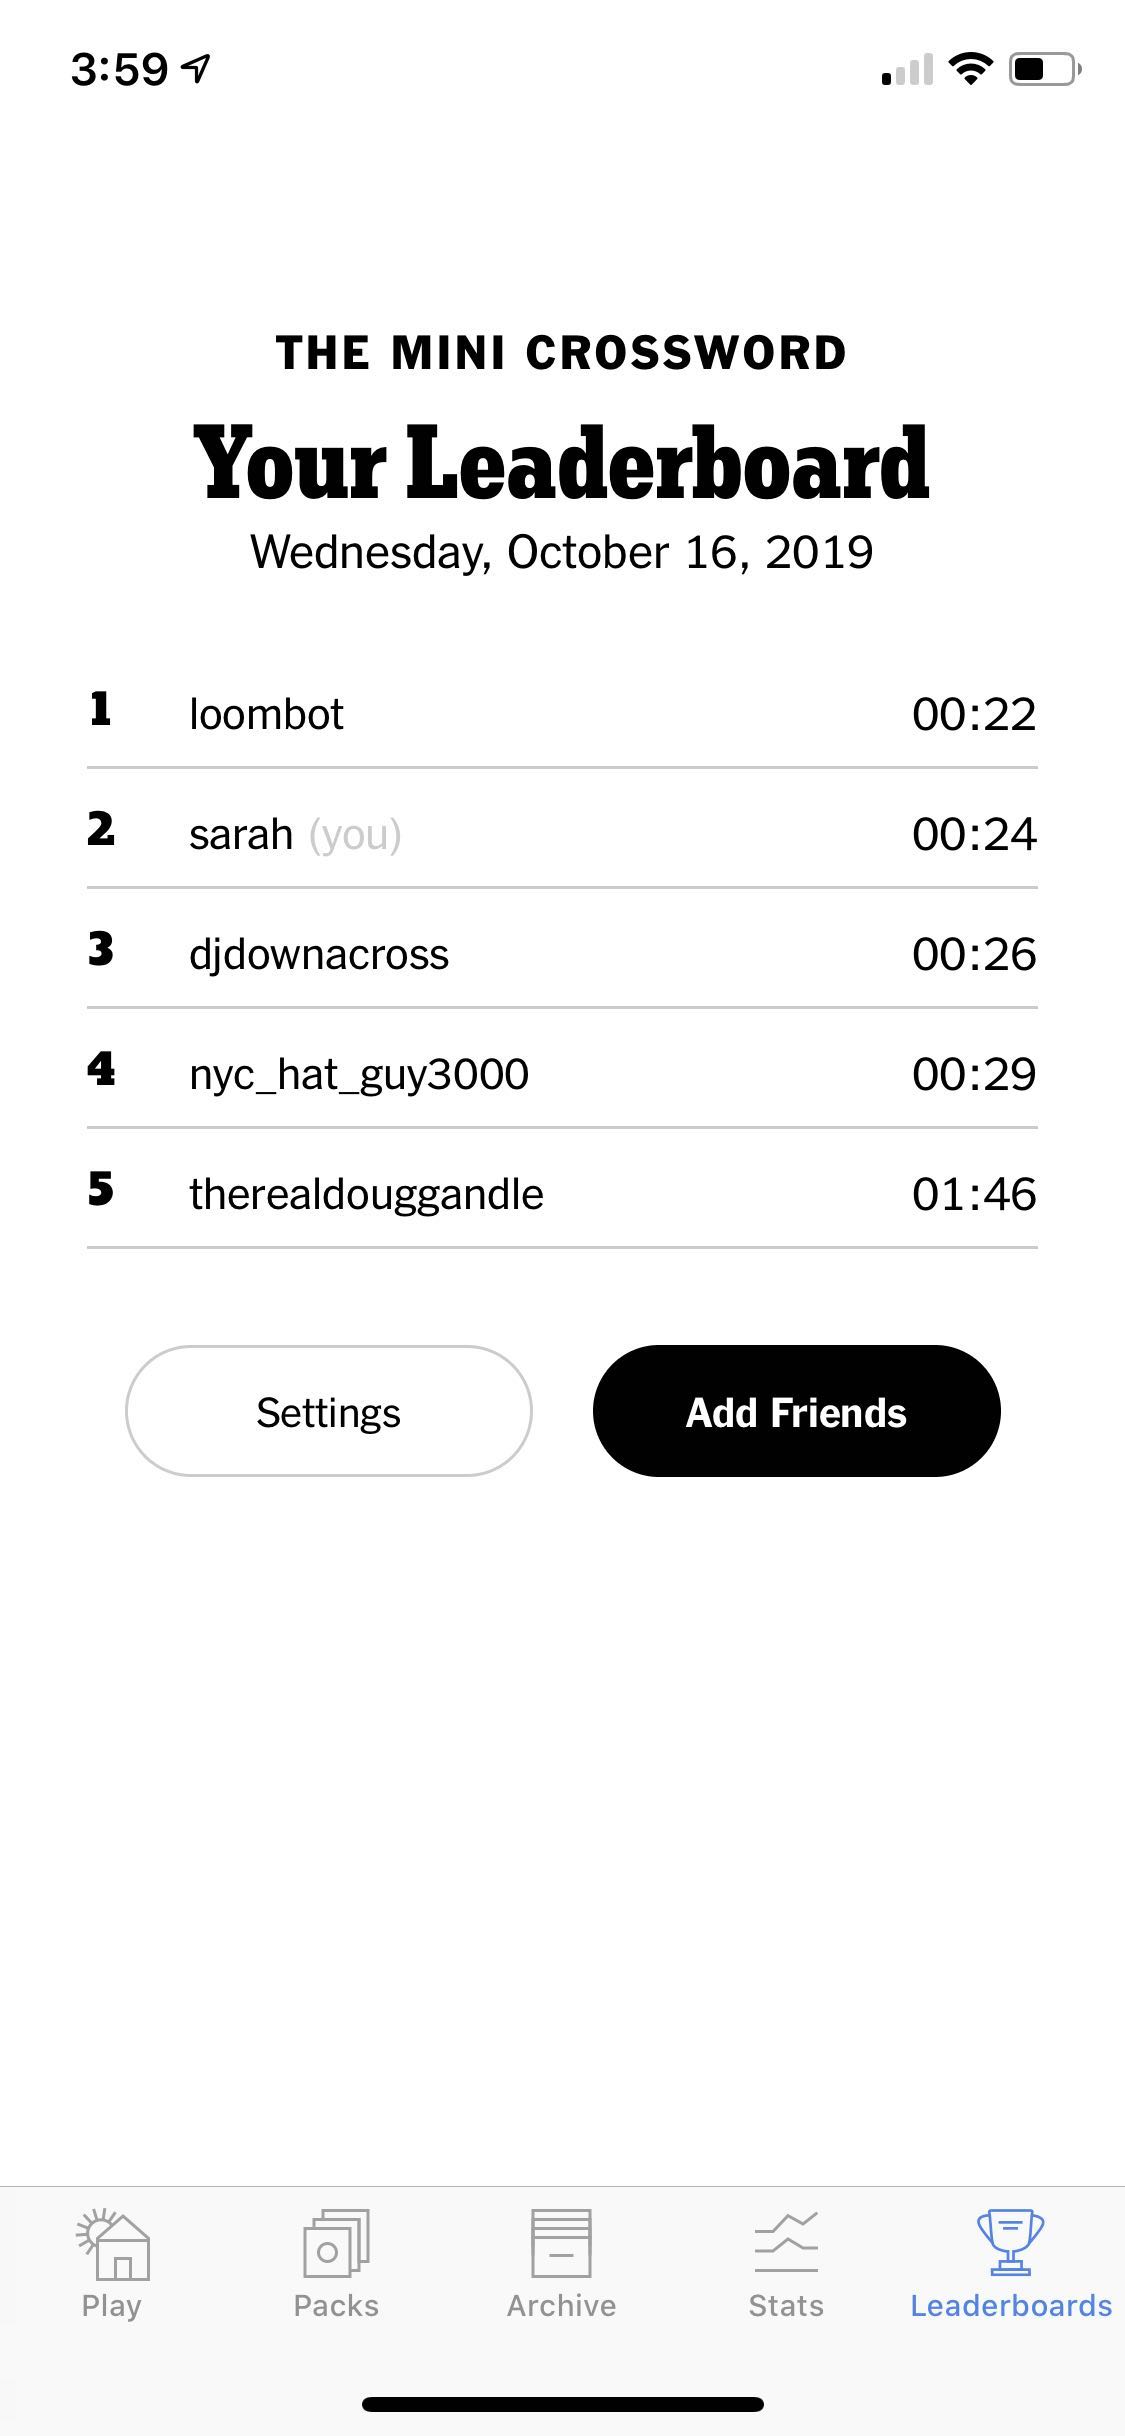 3:59
THE MINI CROSSWORD
Your Leaderboard
Wednesday, October 16, 2019
1 loombot 00:22
2 sarah (you) 00:24
3 djdownacross 00:26
4 nyc_hat_guy3000 00:29
5 therealdouggandle 01:46
Settings Add Friends
Play Packs Archive Stats Leaderboards